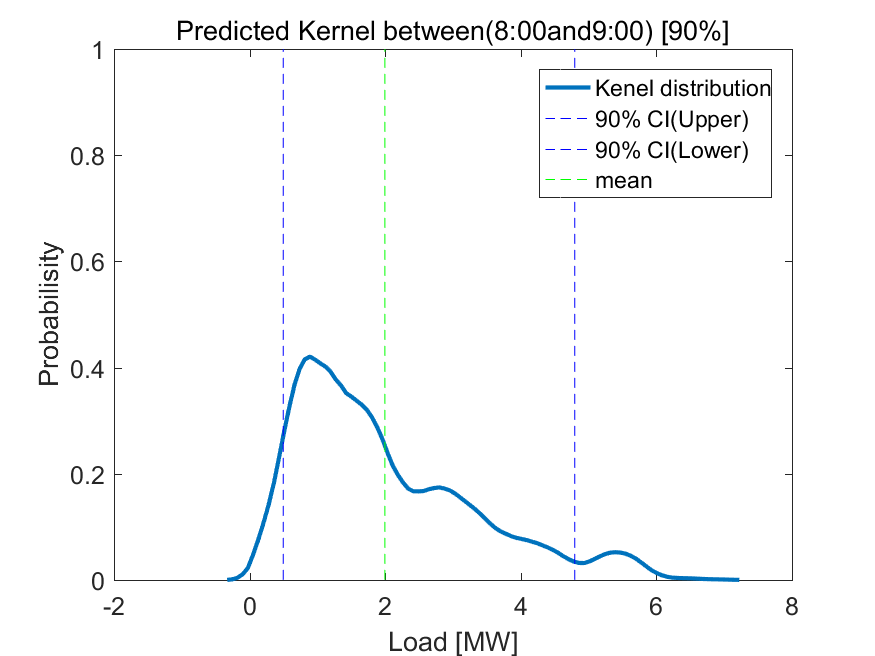 Predicted Kernel between(8:00and9:00) [90%]
1
0.8
0.6
0.4
0.2
0
Probabilisity
Kenel distribution
90% CI(Upper)
90% CI(Lower)
mean
-2
0
2
4
6
8
Load [MW]